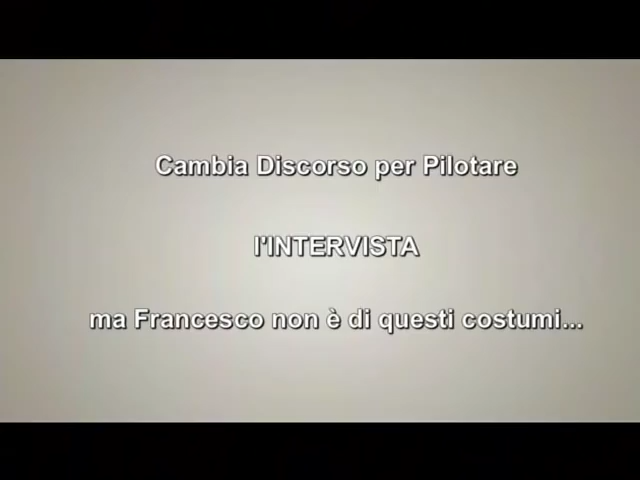 Cambia Discorso per Pilotare
l'INTERVISTA
ma Francesco non è di questi costumi...